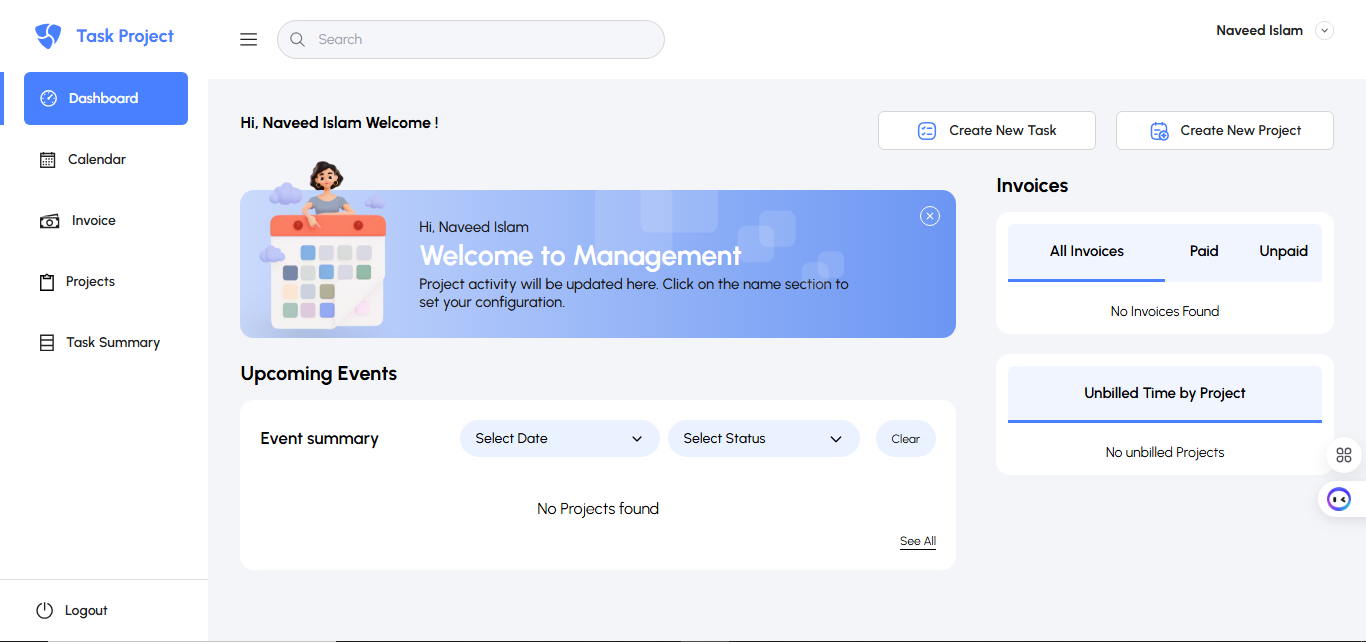 Task Project
Search
Naveed Islam
Dashboard
Calendar
Invoice
Projects
Task Summary
Logout
Hi, Naveed Islam Welcome !
Create New Task
Create New Project
Hi, Naveed Islam
Welcome to Management
Project activity will be updated here. Click on the name section to
set your configuration.
Upcoming Events
Event summary
Select Date
Select Status
Clear
No Projects found
See All
Invoices
All Invoices
Paid
Unpaid
No Invoices Found
Unbilled Time by Project
No unbilled Projects